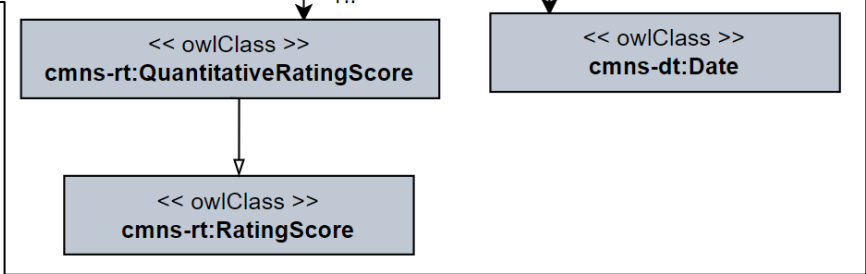 << owlClass >>
cmns-rt:QuantitativeRatingScore
<< owlClass >>
cmns-dt:Date
<< owlClass >>
cmns-rt:RatingScore